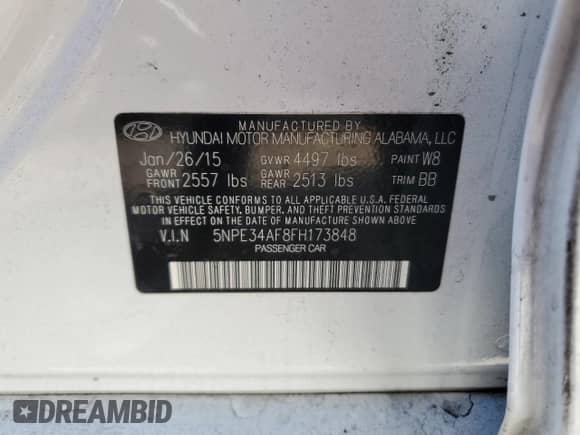 MANUFACTURED BY
HYUNDAI MOTOR MANUFACTURING ALABAMA, LLC
Jan/26/15 GVWR 4497 lbs PAINT W8
GAWR FRONT 2557 lbs GAWR REAR 2513 lbs TRIM BB
THIS VEHICLE CONFORMS TO ALL APPLICABLE U.S.A. FEDERAL
MOTOR VEHICLE SAFETY, BUMPER, AND THEFT PREVENTION
STANDARDS IN EFFECT ON THE DATE OF MANUFACTURE SHOWN
ABOVE
V.I.N 5NPE34AF8FH173848
PASSENGER CAR
DREAMBID